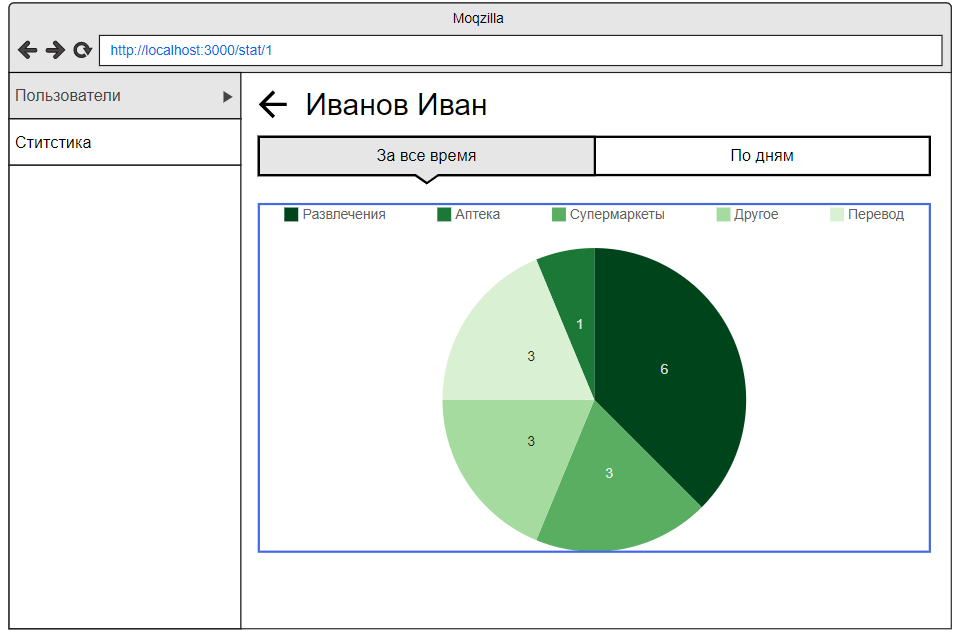 Moqzilla
http://localhost:3000/stat/1
Пользователи
Ститстика
Иванов Иван
За все время По дням
Развлечения Аптека Супермаркеты Другое Перевод
1
3
6
3
3